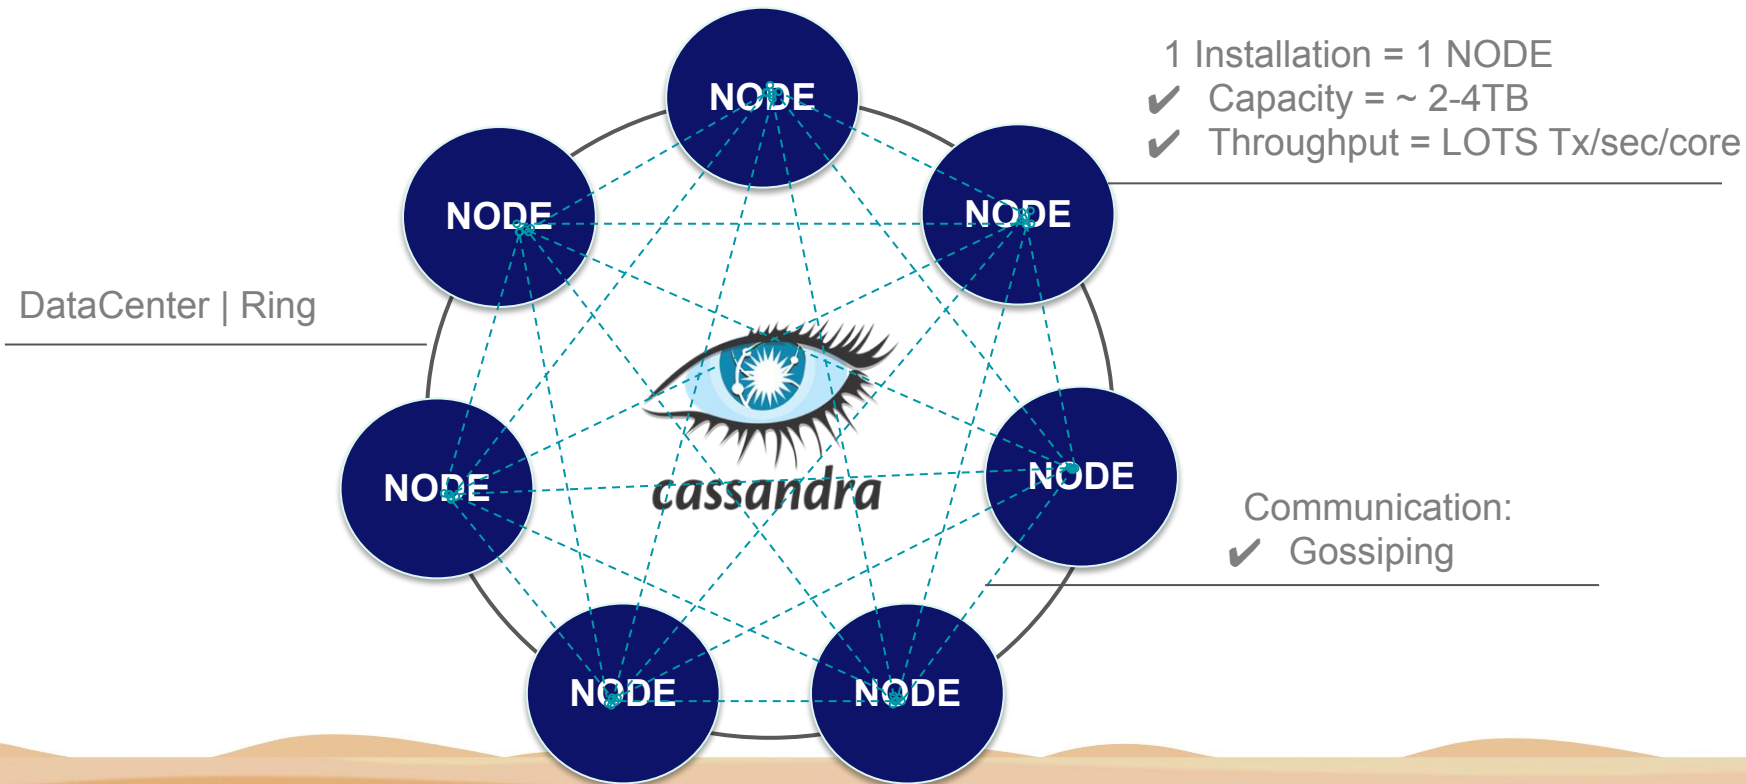 NODE
1 Installation = 1 NODE
✔ Capacity = ~ 2-4TB
✔ Throughput = LOTS Tx/sec/core
NODE
NODE
DataCenter | Ring
cassandra
NODE
NODE
Communication:
✔ Gossiping
NODE
NODE